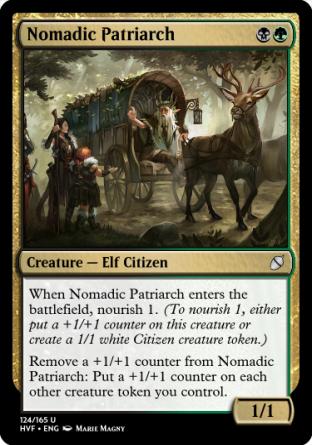 Nomadic Patriarch
Creature — Elf Citizen
When Nomadic Patriarch enters the
battlefield, nourish 1. (To nourish 1, either
put a +1/+1 counter on this creature or
create a 1/1 white Citizen creature token.)
Remove a +1/+1 counter from Nomadic
Patriarch: Put a +1/+1 counter on each
other creature token you control.
1/1
124/165 U
HVF • ENG Marie Magny